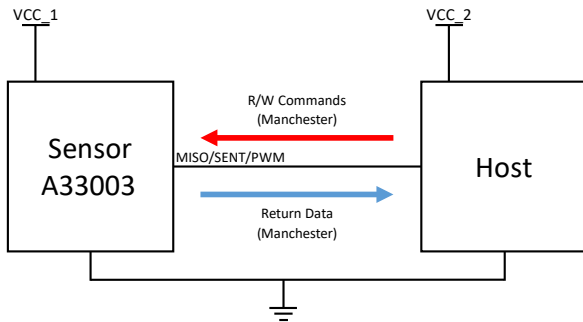 VCC_1
VCC_2
R/W Commands
(Manchester)
Sensor
A33003
MISO/SENT/PWM
Host
Return Data
(Manchester)